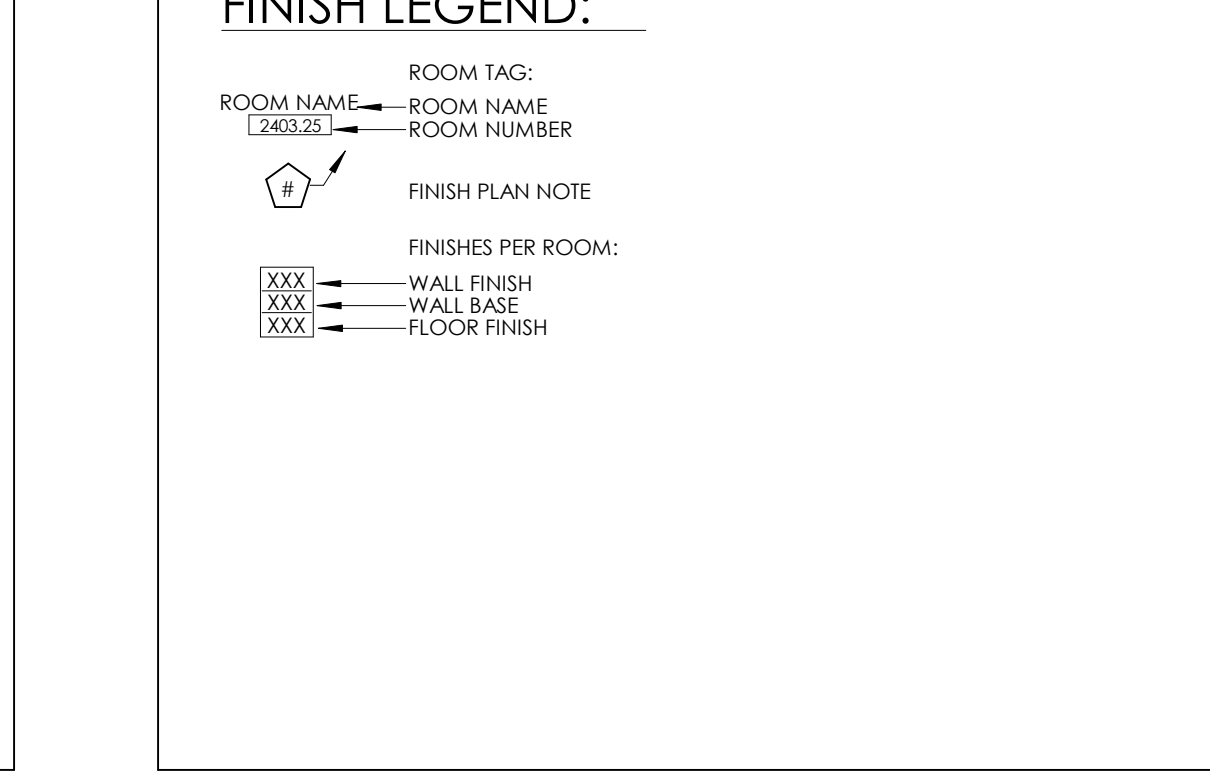 FINISH LEGEND:
ROOM TAG:
ROOM NAME ROOM NAME
2403.25 ROOM NUMBER
# FINISH PLAN NOTE
FINISHES PER ROOM:
XXX WALL FINISH
XXX WALL BASE
XXX FLOOR FINISH